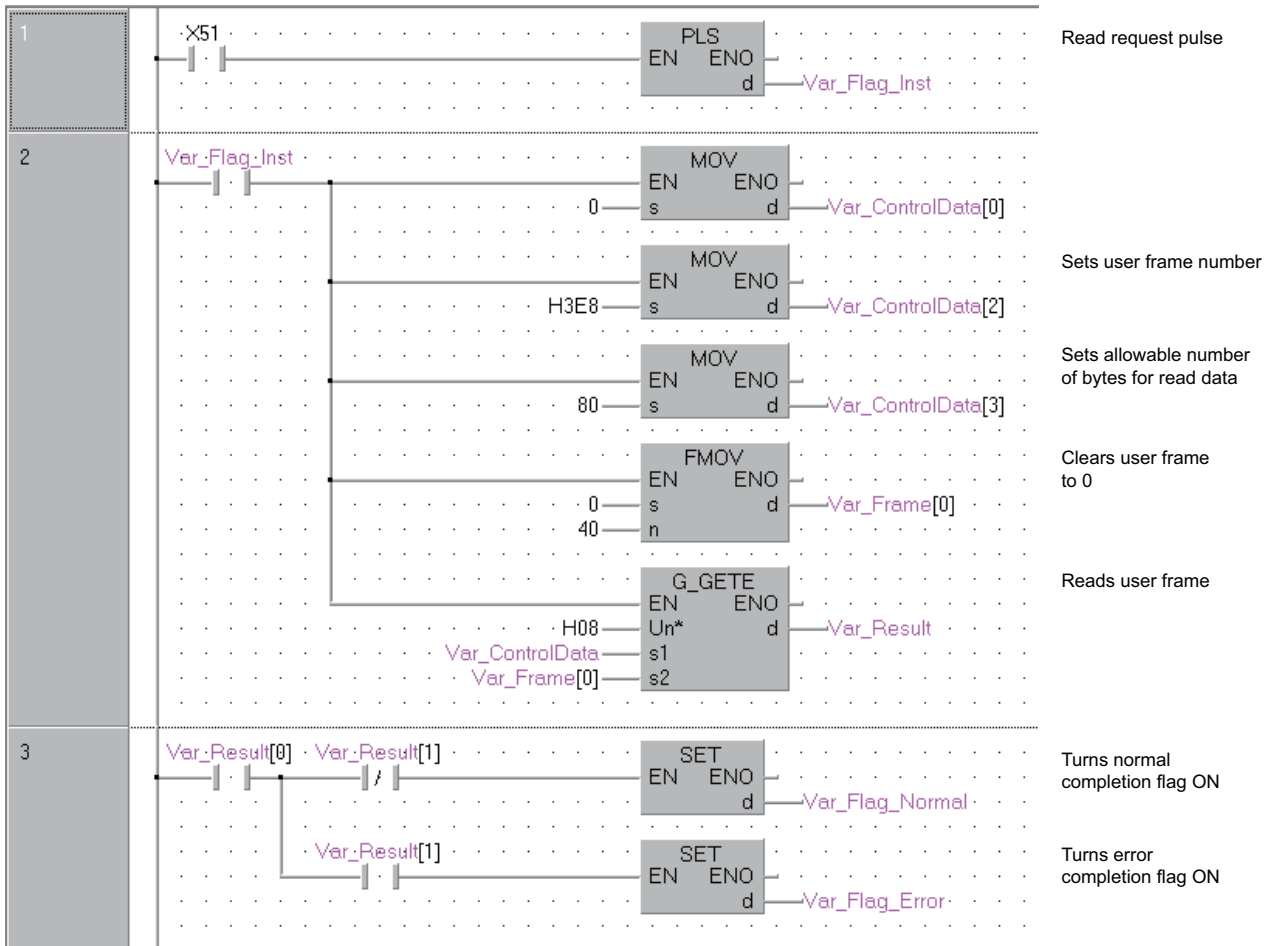 1
X51
PLS
EN ENO
d
Var_Flag_Inst
Read request pulse
2
Var_Flag_Inst
MOV
EN ENO
0 s d Var_ControlData[0]
MOV
EN ENO
H3E8 s d Var_ControlData[2]
Sets user frame number
MOV
EN ENO
80 s d Var_ControlData[3]
Sets allowable number
of bytes for read data
FMOV
EN ENO
0 s d Var_Frame[0]
40 n
Clears user frame
to 0
G_GETE
EN ENO
H08 Un* d Var_Result
Var_ControlData s1
Var_Frame[0] s2
Reads user frame
3
Var_Result[0] Var_Result[1]
SET
EN ENO
d Var_Flag_Normal
Turns normal
completion flag ON
Var_Result[1]
SET
EN ENO
d Var_Flag_Error
Turns error
completion flag ON